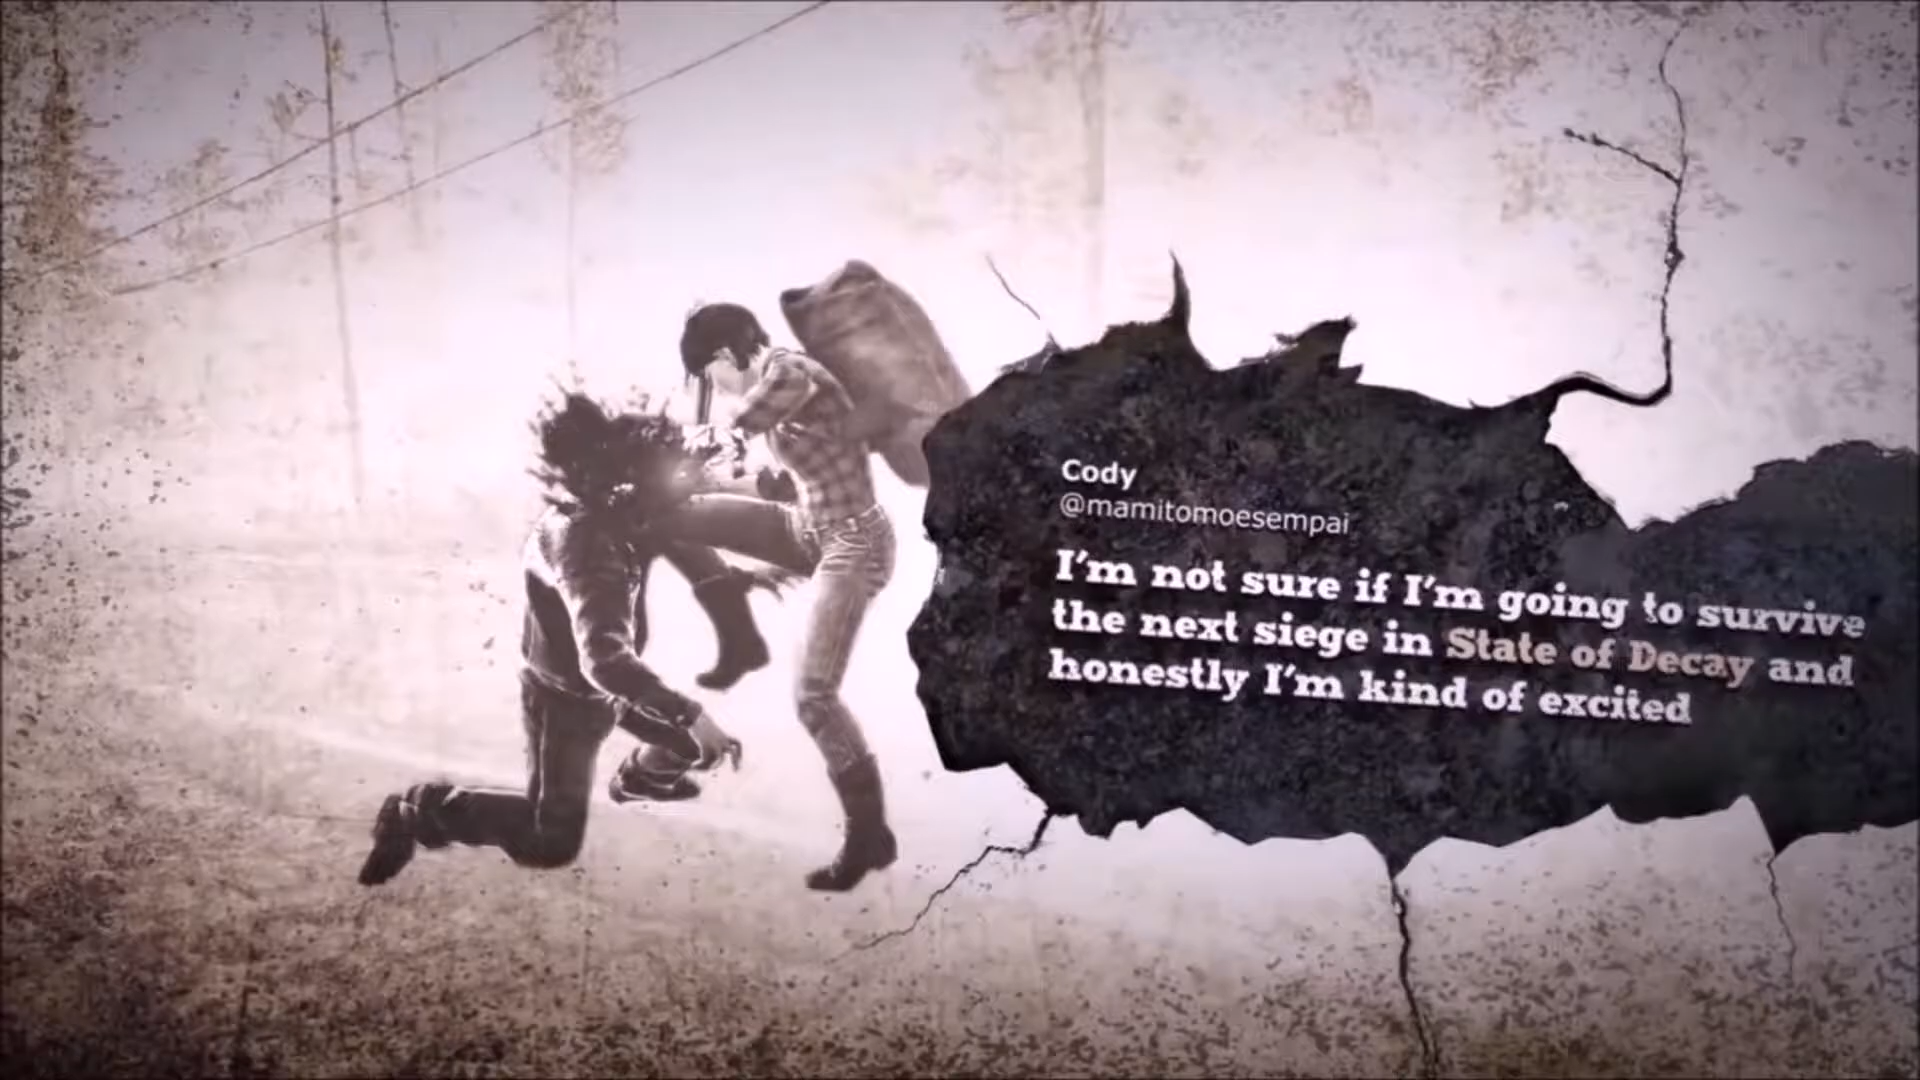 Cody
@mamitomoesempai
I'm not sure if I'm going to survive
the next siege in State of Decay and
honestly I'm kind of excited